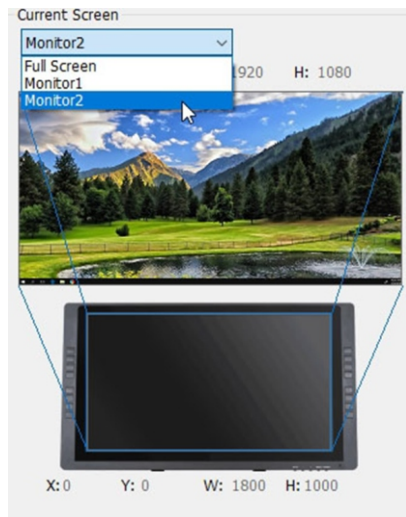 Current Screen
Monitor2
1920 H: 1080
Full Screen
Monitor1
Monitor2
X: 0 Y: 0 W: 1800 H: 1000